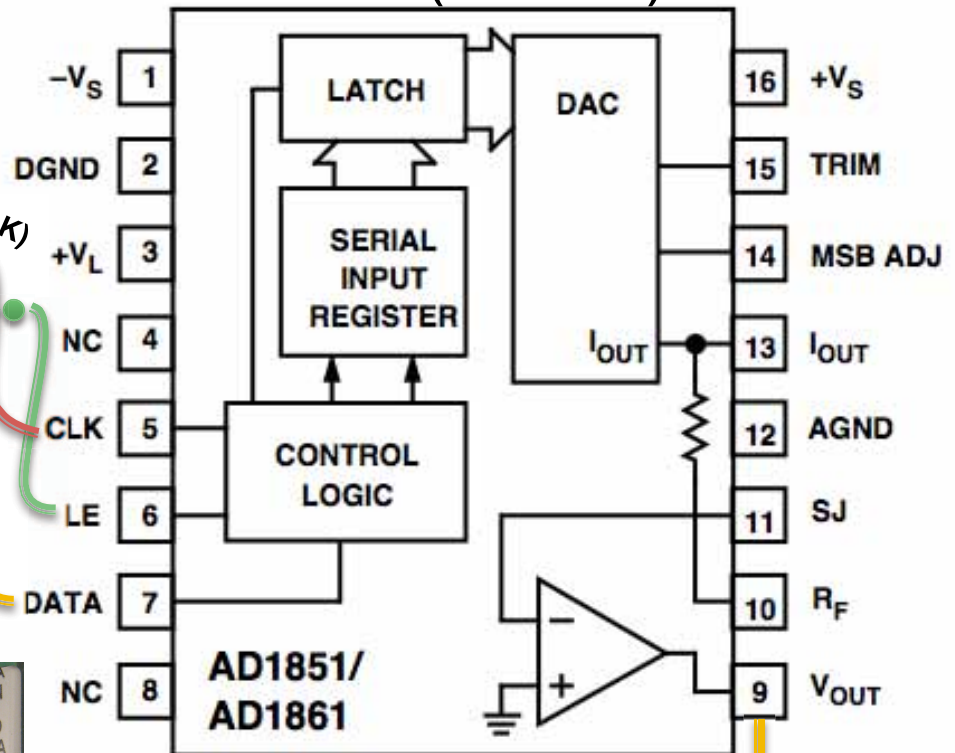 K)
–VS 1
DGND 2
+VL 3
NC 4
CLK 5
LE 6
DATA 7
NC 8
LATCH
DAC
SERIAL
INPUT
REGISTER
IOUT
CONTROL
LOGIC
–
+
AD1851/
AD1861
16 +VS
15 TRIM
14 MSB ADJ
13 IOUT
12 AGND
11 SJ
10 RF
9 VOUT